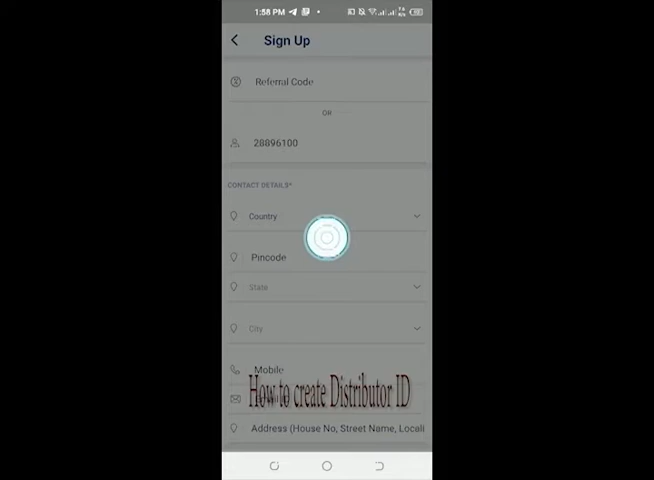 1:58 PM
Sign Up
Referral Code
OR
28896100
CONTACT DETAILS*
Country
Pincode
State
City
Mobile
How to create Distributor ID
Address (House No, Street Name, Locali